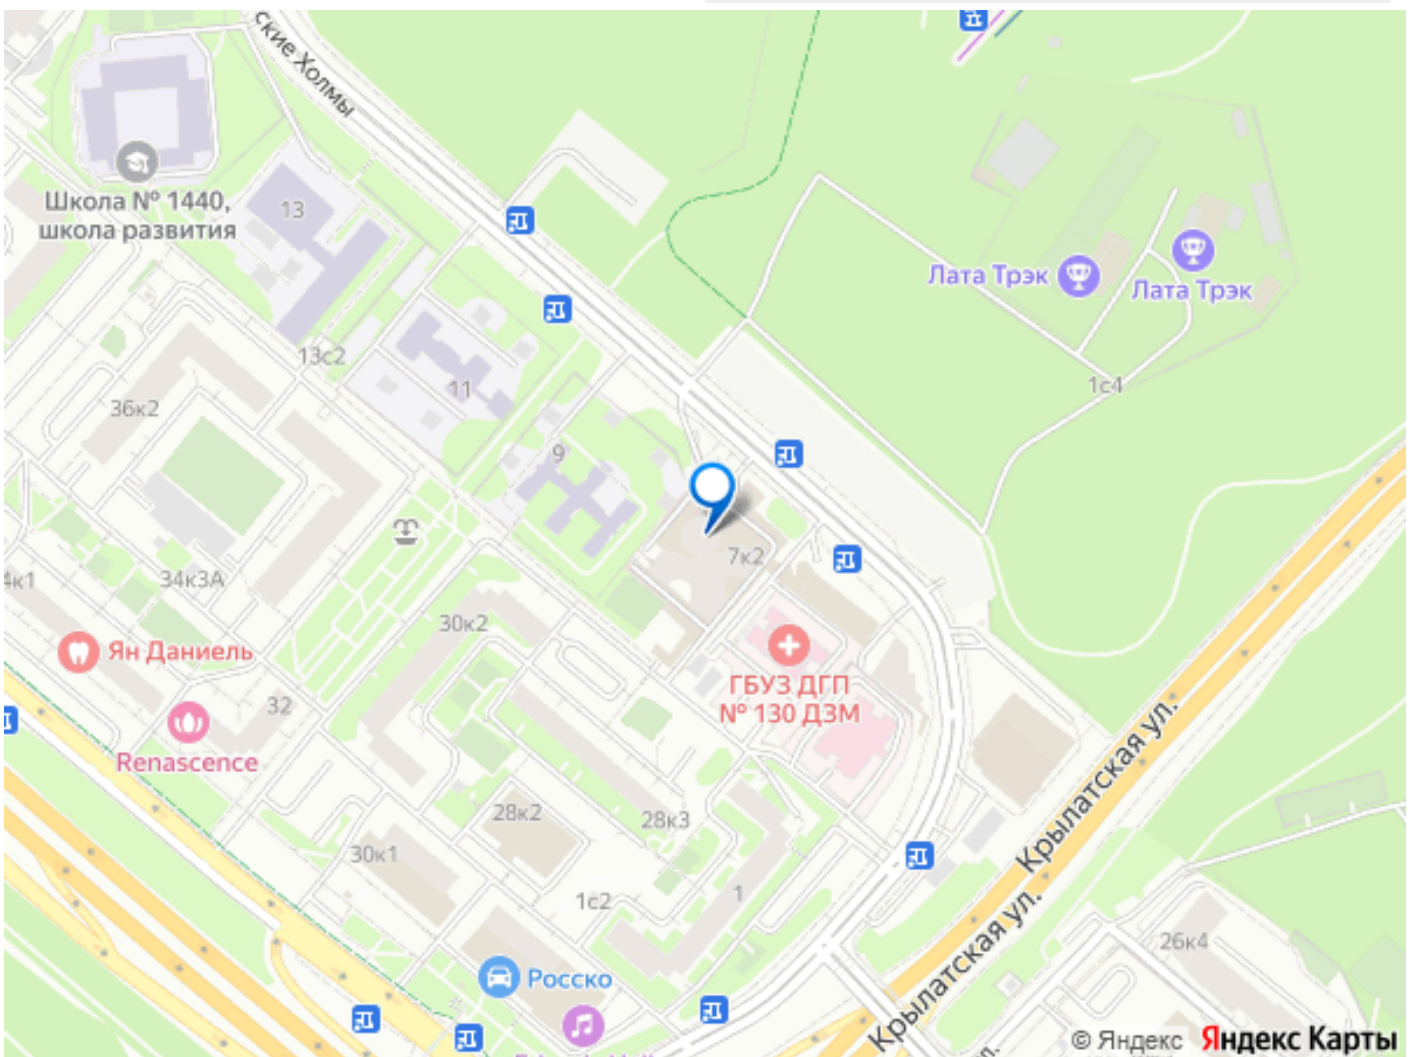 ские Холмы
Школа № 1440,
школа развития
13
13с2
11
9
36к2
34к3А
4к1
Ян Даниель
32
Renascence
30к2
30к1
28к2
28к3
1с2
1
7к2
ГБУЗ ДГП
№ 130 ДЗМ
Лата Трэк
Лата Трэк
1с4
Крылатская ул.
Крылатская ул.
26к4
Росско
© Яндекс Яндекс Карты